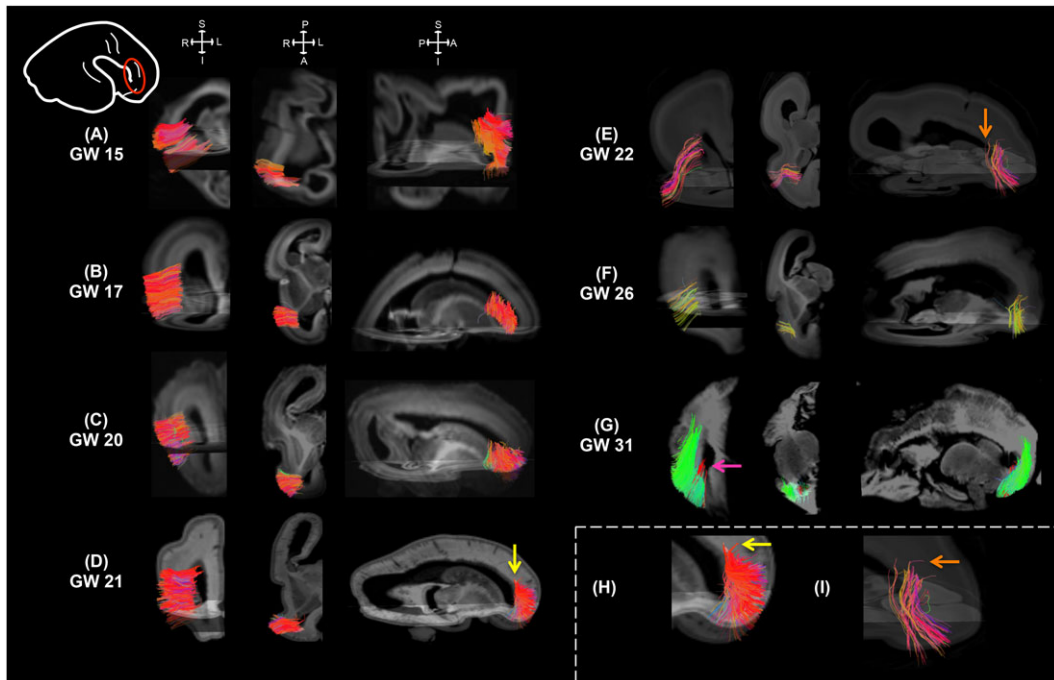 S
R L
I
P
R L
A
S
P A
I
(A)
GW 15
(B)
GW 17
(C)
GW 20
(D)
GW 21
(E)
GW 22
(F)
GW 26
(G)
GW 31
(H)
(I)